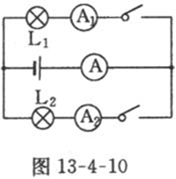 L₁ A₁
A
L₂ A₂
图 13-4-10